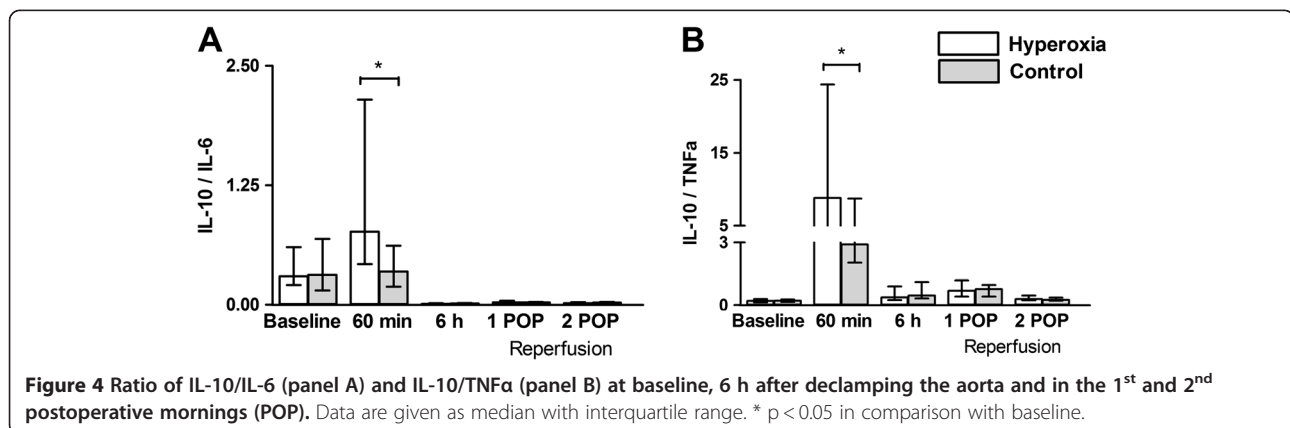 A
2.50
*
IL-10 / IL-6
1.25
0.00
Baseline 60 min 6 h 1 POP 2 POP
Reperfusion
B
Hyperoxia
Control
*
25
15
IL-10 / TNFa
5
3
0
Baseline 60 min 6 h 1 POP 2 POP
Reperfusion
Figure 4 Ratio of IL-10/IL-6 (panel A) and IL-10/TNFα (panel B) at baseline, 6 h after declamping the aorta and in the 1st and 2nd
postoperative mornings (POP). Data are given as median with interquartile range. * p < 0.05 in comparison with baseline.